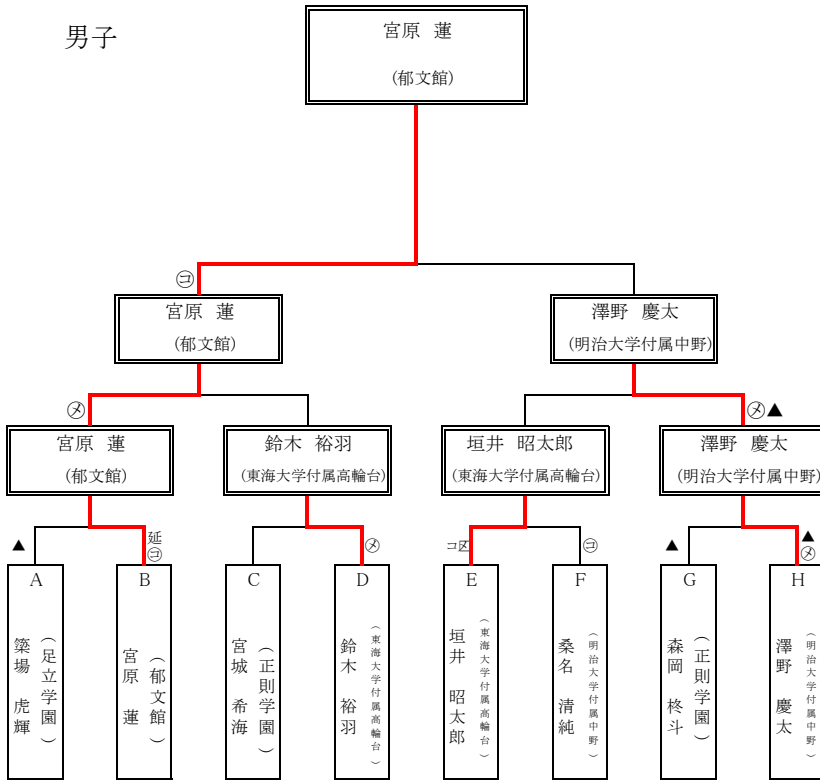 男子
宮原 蓮
(郁文館)
㋙
宮原 蓮
(郁文館)
澤野 慶太
(明治大学付属中野)
㋱
㋱▲
宮原 蓮
(郁文館)
鈴木 裕羽
(東海大学付属高輪台)
垣井 昭太郎
(東海大学付属高輪台)
澤野 慶太
(明治大学付属中野)
▲
延
㋙
㋱
㋙
▲
▲
㋱
A
B
C
D
E
F
G
H
(足立学園)
築場 虎輝
(郁文館)
宮原 蓮
(正則学園)
宮城 希海
(東海大学付属高輪台)
鈴木 裕羽
(東海大学付属高輪台)
垣井 昭太郎
(明治大学付属中野)
桑名 清純
(正則学園)
森岡 柊斗
(明治大学付属中野)
澤野 慶太